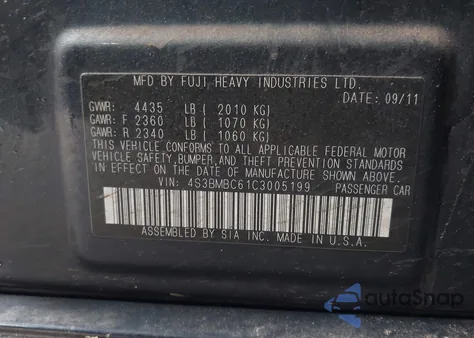 MFD BY FUJI HEAVY INDUSTRIES LTD.
DATE: 09/11
GVWR: 4435 LB ( 2010 KG)
GAWR: F 2360 LB ( 1070 KG)
GAWR: R 2340 LB ( 1060 KG)
THIS VEHICLE CONFORMS TO ALL APPLICABLE FEDERAL MOTOR
VEHICLE SAFETY, BUMPER, AND THEFT PREVENTION STANDARDS
IN EFFECT ON THE DATE OF MANUFACTURE SHOWN ABOVE.
VIN: 4S3BMBC61C3005199 PASSENGER CAR
ASSEMBLED BY SIA INC. MADE IN U.S.A.
autoSnap